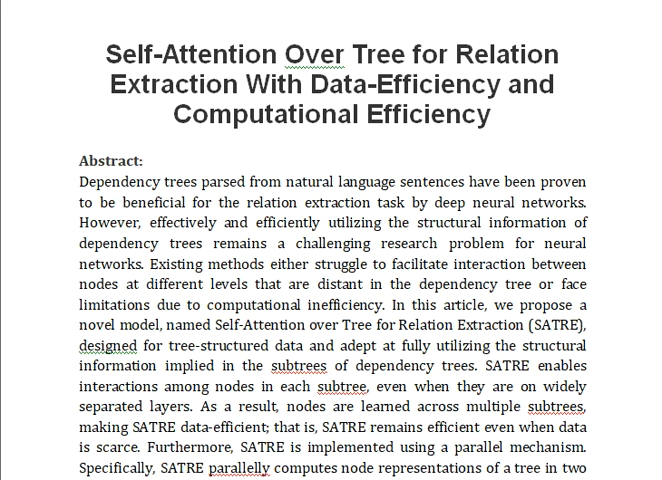 Self-Attention Over Tree for Relation
Extraction With Data-Efficiency and
Computational Efficiency
Abstract:
Dependency trees parsed from natural language sentences have been proven
to be beneficial for the relation extraction task by deep neural networks.
However, effectively and efficiently utilizing the structural information of
dependency trees remains a challenging research problem for neural
networks. Existing methods either struggle to facilitate interaction between
nodes at different levels that are distant in the dependency tree or face
limitations due to computational inefficiency. In this article, we propose a
novel model, named Self-Attention over Tree for Relation Extraction (SATRE),
designed for tree-structured data and adept at fully utilizing the structural
information implied in the subtrees of dependency trees. SATRE enables
interactions among nodes in each subtree, even when they are on widely
separated layers. As a result, nodes are learned across multiple subtrees,
making SATRE data-efficient; that is, SATRE remains efficient even when data
is scarce. Furthermore, SATRE is implemented using a parallel mechanism.
Specifically, SATRE parallelly computes node representations of a tree in two